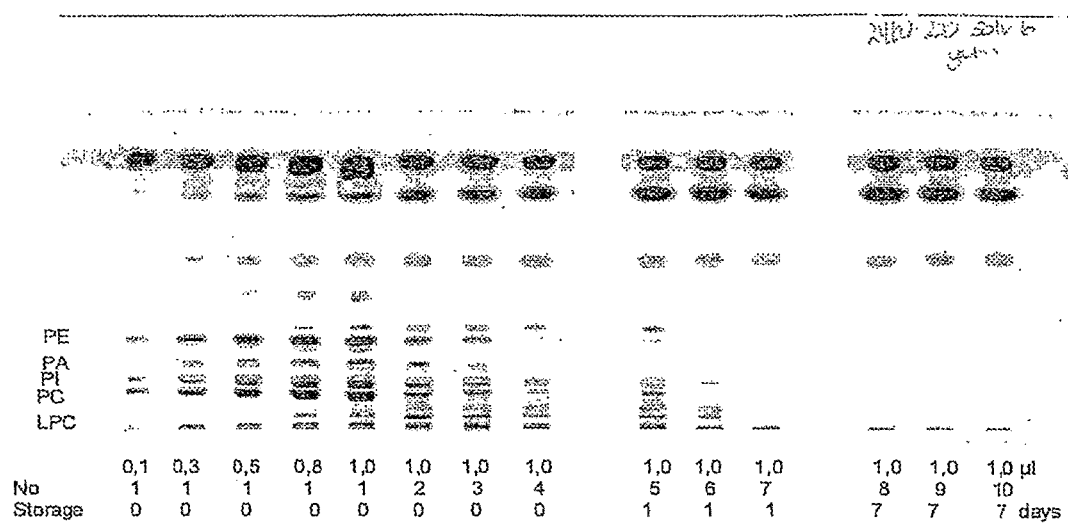 PE
PA
PI
PC
LPC
0,1 0,3 0,5 0,8 1,0 1,0 1,0 1,0 1,0 1,0 1,0 1,0 1,0 1,0 µl
No 1 1 1 1 1 2 3 4 5 6 7 8 9 10
Storage 0 0 0 0 0 0 0 0 1 1 1 7 7 7 days